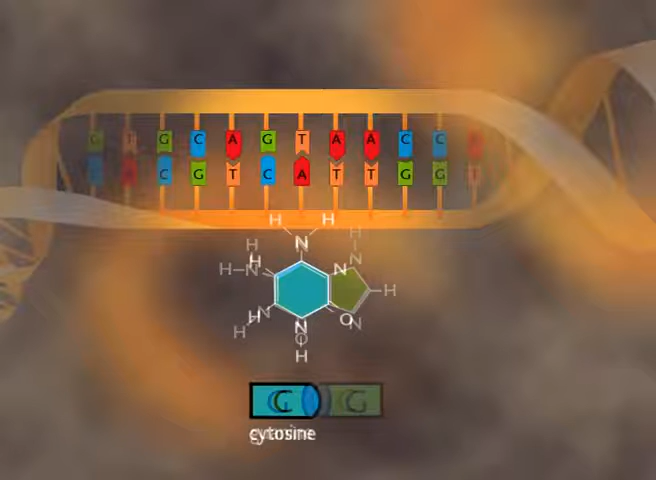 G T G C A G T A A C C A
C A C G T C A T T G G T
H H
N H
H H N
H N N H
H H N O N
N
O
H
C G
cytosine